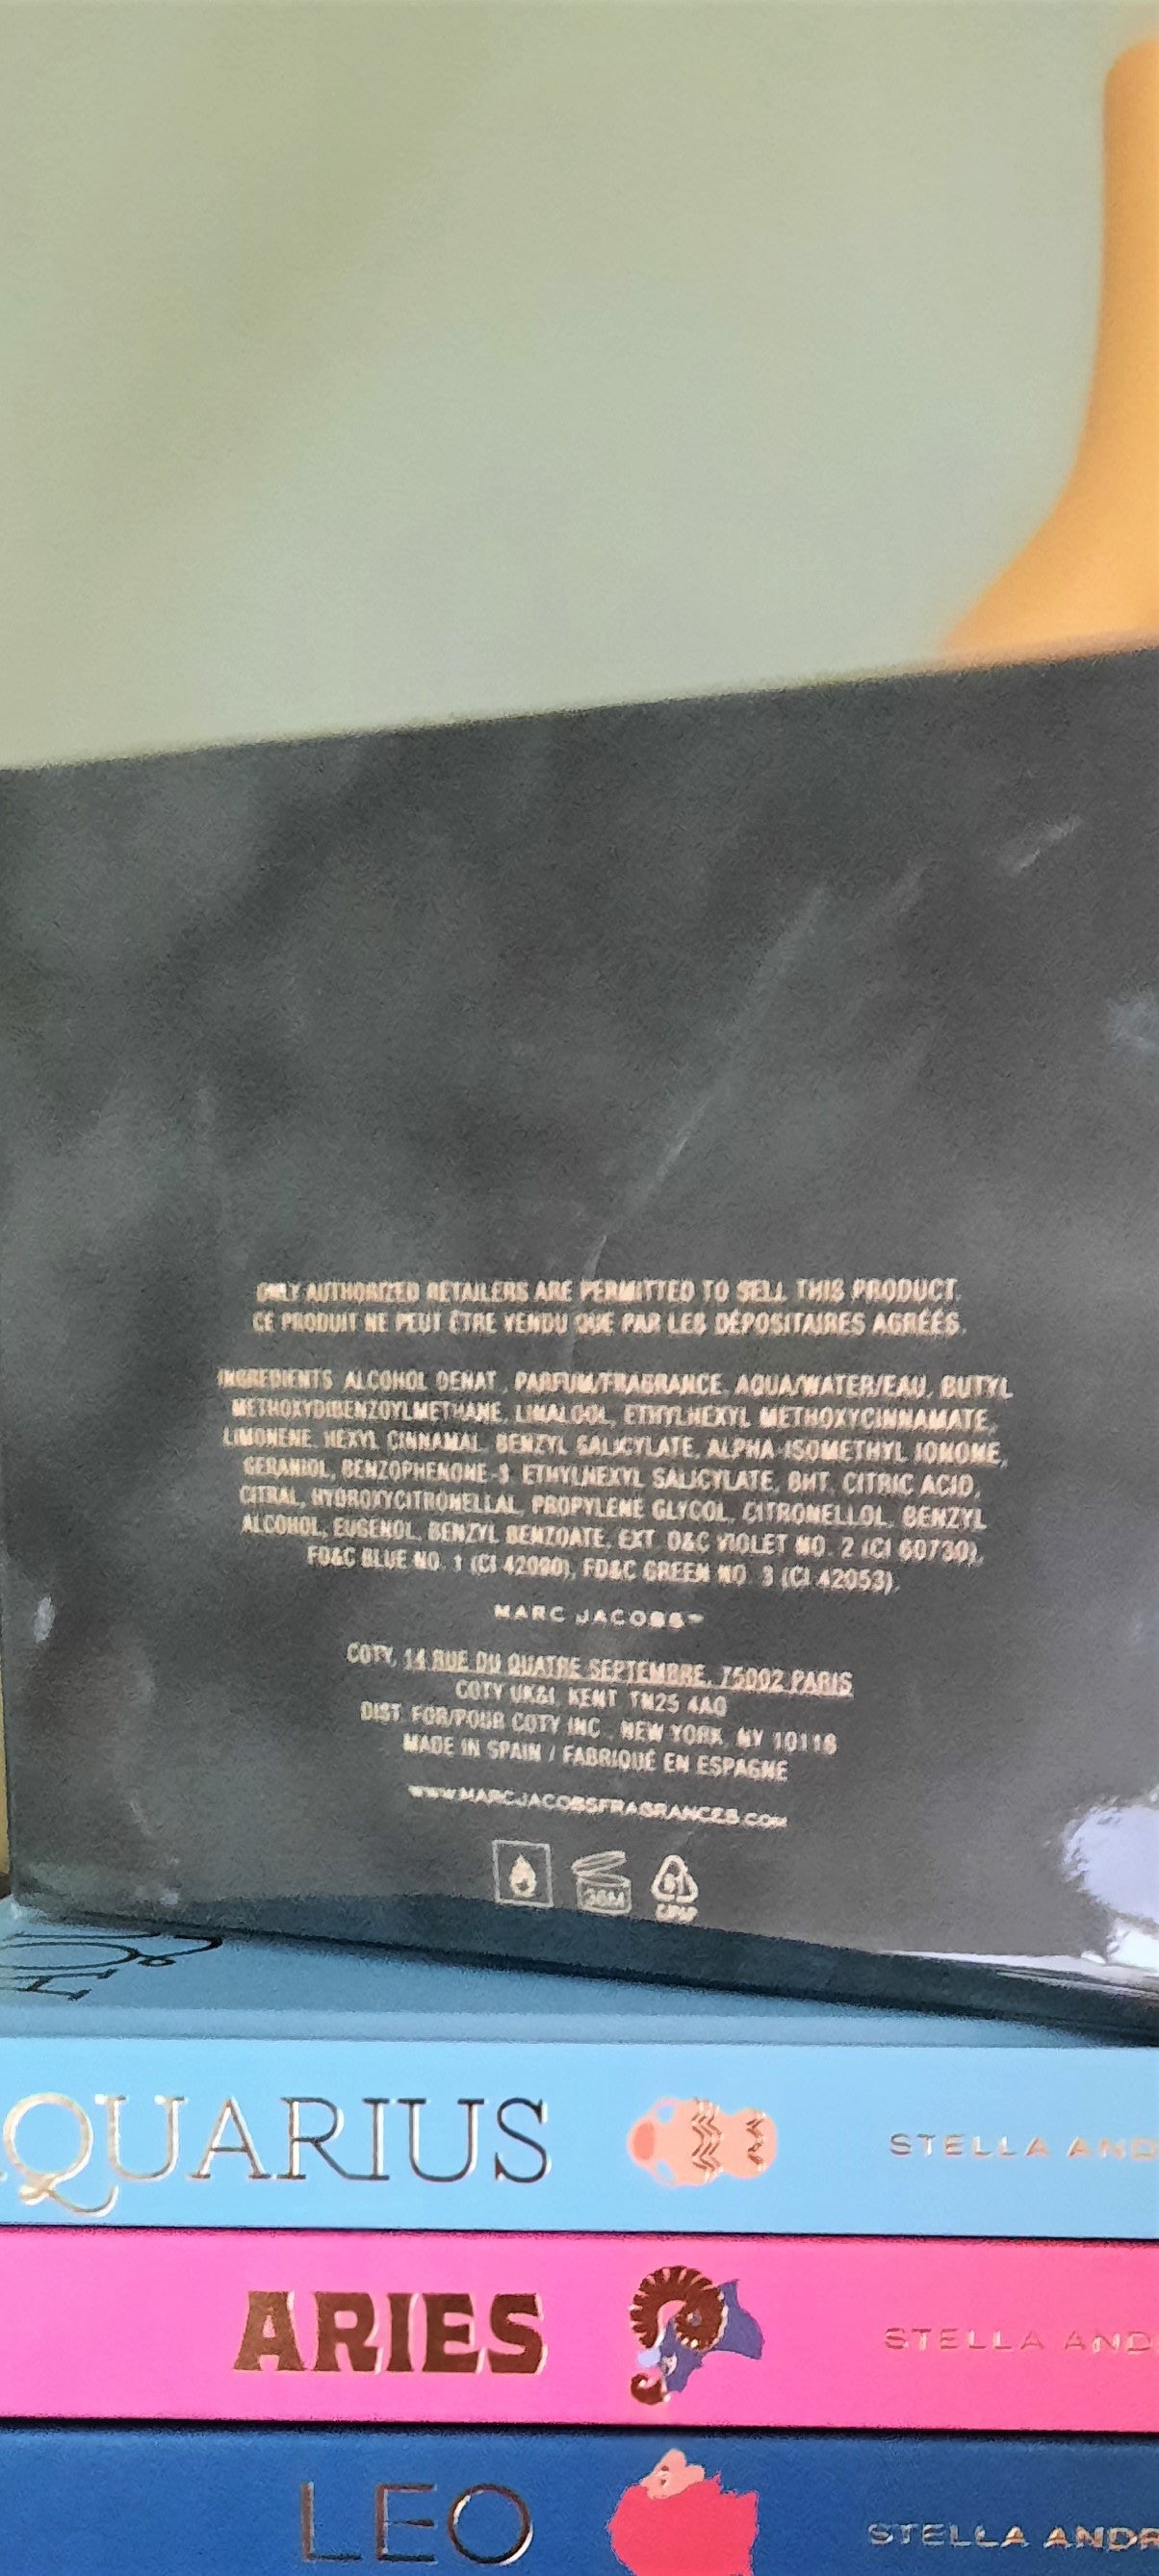 ONLY AUTHORIZED RETAILERS ARE PERMITTED TO SELL THIS PRODUCT.
CE PRODUIT NE PEUT ÊTRE VENDU QUE PAR LES DÉPOSITAIRES AGRÉÉS.
INGREDIENTS ALCOHOL DENAT., PARFUM/FRAGRANCE, AQUA/WATER/EAU, BUTYL
METHOXYDIBENZOYLMETHANE, LINALOOL, ETHYLHEXYL METHOXYCINNAMATE,
LIMONENE, HEXYL CINNAMAL, BENZYL SALICYLATE, ALPHA-ISOMETHYL IONONE,
GERANIOL, BENZOPHENONE-3, ETHYLHEXYL SALICYLATE, BHT, CITRIC ACID,
CITRAL, HYDROXYCITRONELLAL, PROPYLENE GLYCOL, CITRONELLOL, BENZYL
ALCOHOL, EUGENOL, BENZYL BENZOATE, EXT. D&C VIOLET NO. 2 (CI 60730),
FD&C BLUE NO. 1 (CI 42090), FD&C GREEN NO. 3 (CI 42053).
MARC JACOBS™
COTY, 14 RUE DU QUATRE SEPTEMBRE, 75002 PARIS
COTY UK&I, KENT TN25 4AQ
DIST. FOR/POUR COTY INC., NEW YORK, NY 10118
MADE IN SPAIN / FABRIQUÉ EN ESPAGNE
WWW.MARCJACOBSFRAGRANCES.COM
36M
QUARIUS STELLA AND
ARIES STELLA AND
LEO STELLA ANDR